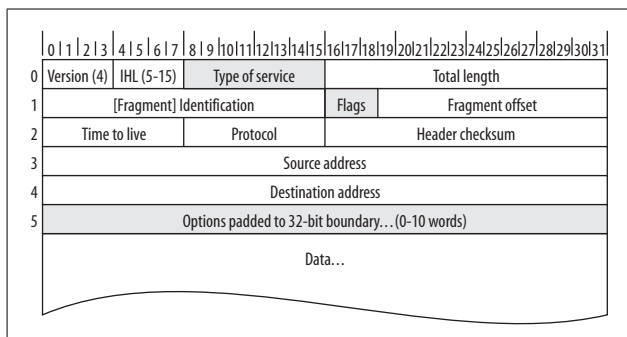 0 1 2 3 4 5 6 7 8 9 10 11 12 13 14 15 16 17 18 19 20 21 22 23 24 25 26 27 28 29 30 31
0 Version (4) IHL (5-15) Type of service Total length
1 [Fragment] Identification Flags Fragment offset
2 Time to live Protocol Header checksum
3 Source address
4 Destination address
5 Options padded to 32-bit boundary…(0-10 words)
Data…